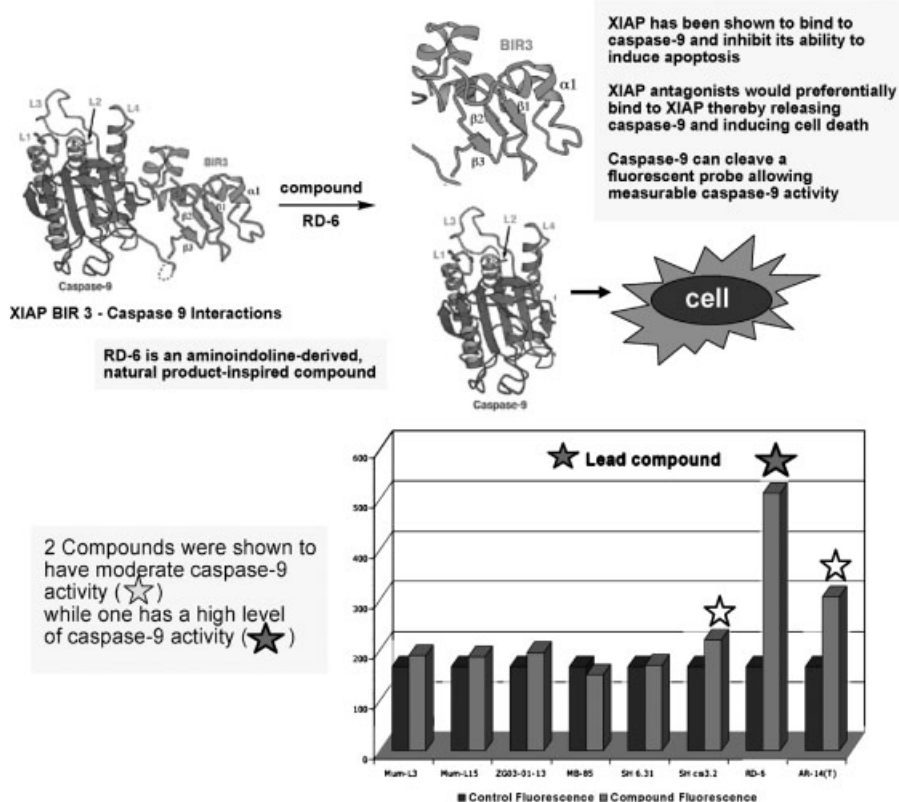 XIAP has been shown to bind to
caspase-9 and inhibit its ability to
induce apoptosis
XIAP antagonists would preferentially
bind to XIAP thereby releasing
caspase-9 and inducing cell death
Caspase-9 can cleave a
fluorescent probe allowing
measurable caspase-9 activity
BIR3
α1
β1
β2
β3
L3
L2
L4
L1
BIR3
α1
β1
β2
β3
Caspase-9
compound
RD-6
L3
L2
L4
L1
Caspase-9
cell
XIAP BIR 3 - Caspase 9 Interactions
RD-6 is an aminoindoline-derived,
natural product-inspired compound
2 Compounds were shown to
have moderate caspase-9
activity (☆)
while one has a high level
of caspase-9 activity (★)
★ Lead compound
600
500
400
300
200
100
0
Mum-L3 Mum-L15 ZG03-01-13 MB-85 SH 6.31 SH cm3.2 RD-6 AR-14(T)
Control Fluorescence Compound Fluorescence